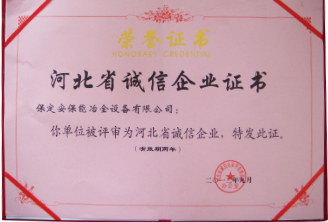 荣誉证书
HONORARY CREDENTIAL
河北省诚信企业证书
保定安保能冶金设备有限公司：
你单位被评审为河北省诚信企业。特发此证。
（有效期两年）